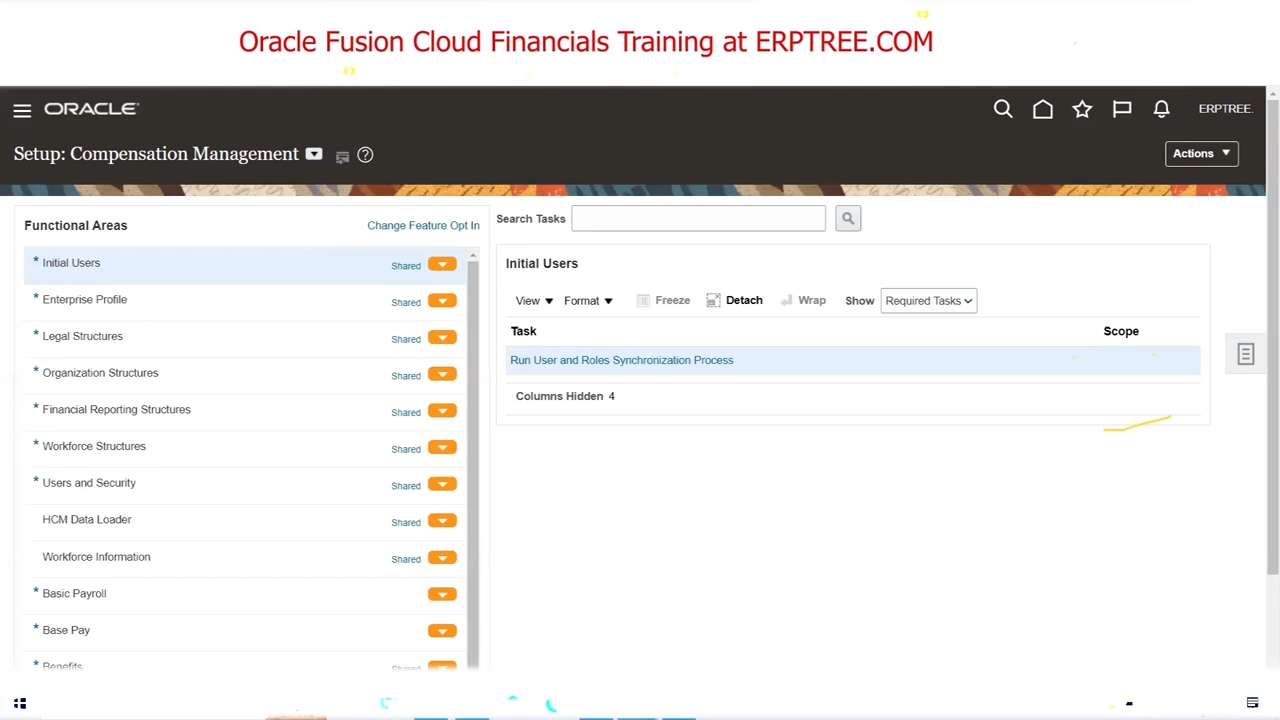 Oracle Fusion Cloud Financials Training at ERPTREE.COM
ORACLE
ERPTREE.
Setup: Compensation Management
Actions
Functional Areas
Change Feature Opt In
* Initial Users Shared
* Enterprise Profile Shared
* Legal Structures Shared
* Organization Structures Shared
* Financial Reporting Structures Shared
* Workforce Structures Shared
* Users and Security Shared
HCM Data Loader Shared
Workforce Information Shared
* Basic Payroll
* Base Pay
* Benefits Shared
Search Tasks
Initial Users
View Format Freeze Detach Wrap Show Required Tasks
Task Scope
Run User and Roles Synchronization Process
Columns Hidden 4